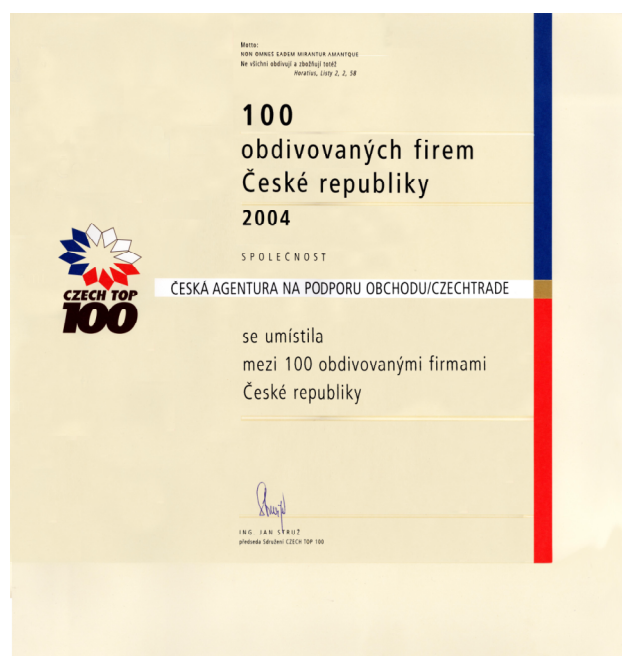 Motto:
NON OMNES EADEM MIRANTUR AMANTQUE
Ne všichni obdivují a zbožňují totéž
Horatius, Listy 2, 2, 58
100
obdivovaných firem
České republiky
2004
SPOLEČNOST
CZECH TOP
100
ČESKÁ AGENTURA NA PODPORU OBCHODU/CZECHTRADE
se umístila
mezi 100 obdivovanými firmami
České republiky
ING. JAN STRUŽ
předseda Sdružení CZECH TOP 100